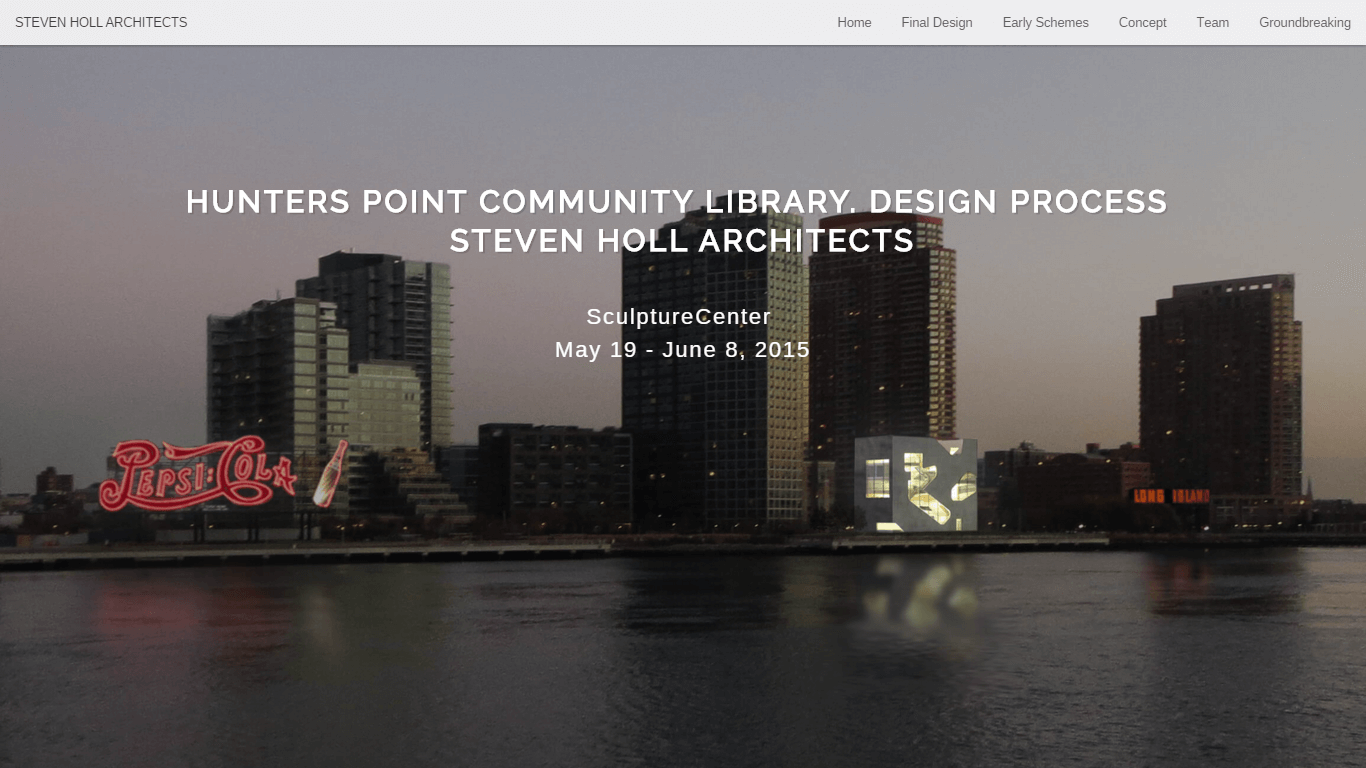 STEVEN HOLL ARCHITECTS
Home Final Design Early Schemes Concept Team Groundbreaking
HUNTERS POINT COMMUNITY LIBRARY. DESIGN PROCESS
STEVEN HOLL ARCHITECTS
SculptureCenter
May 19 - June 8, 2015
PEPSI:COLA
LONG ISLAND